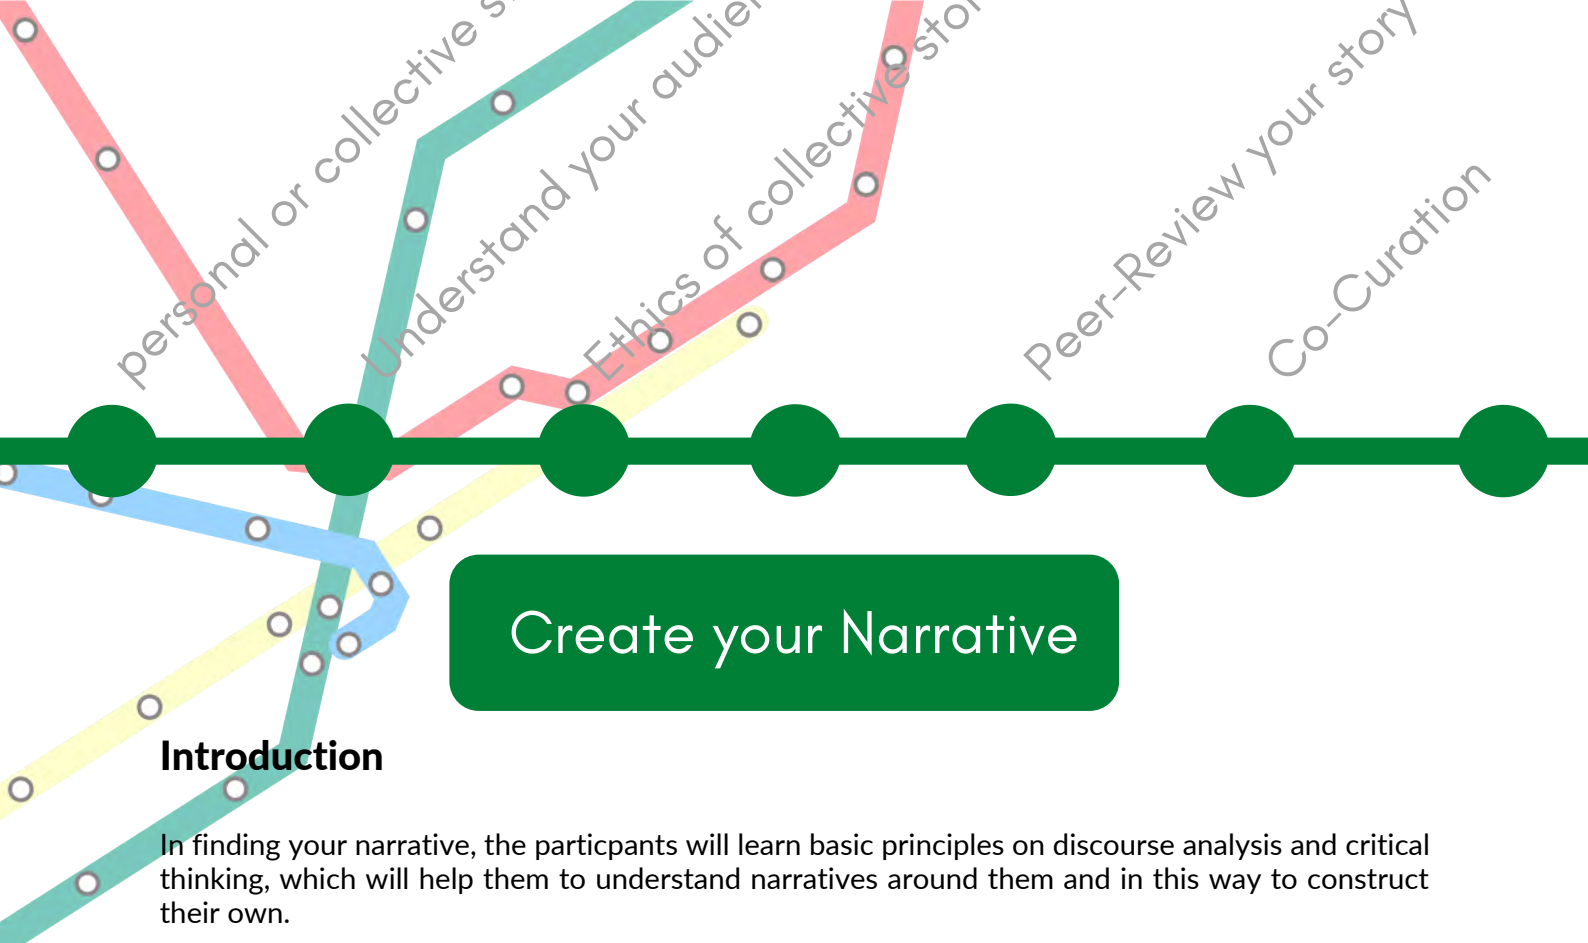 personal or collective
Understand your
Ethics of collective
Peer-Review your story
Co-Curation
Create your Narrative
Introduction
In finding your narrative, the particpants will learn basic principles on discourse analysis and critical
thinking, which will help them to understand narratives around them and in this way to construct
their own.